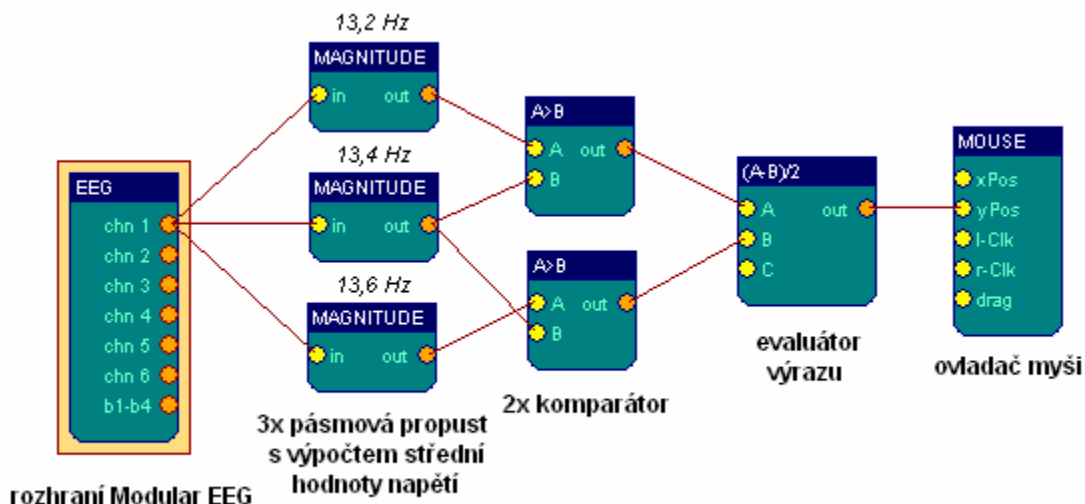 13,2 Hz
MAGNITUDE
in out
13,4 Hz
MAGNITUDE
in out
13,6 Hz
MAGNITUDE
in out
3x pásmová propust
s výpočtem střední
hodnoty napětí
EEG
chn 1
chn 2
chn 3
chn 4
chn 5
chn 6
b1-b4
rozhraní Modular EEG
A>B
A out
B
A>B
A out
B
2x komparátor
(A-B)/2
A out
B
C
evaluátor
výrazu
MOUSE
xPos
yPos
l-Clk
r-Clk
drag
ovladač myši